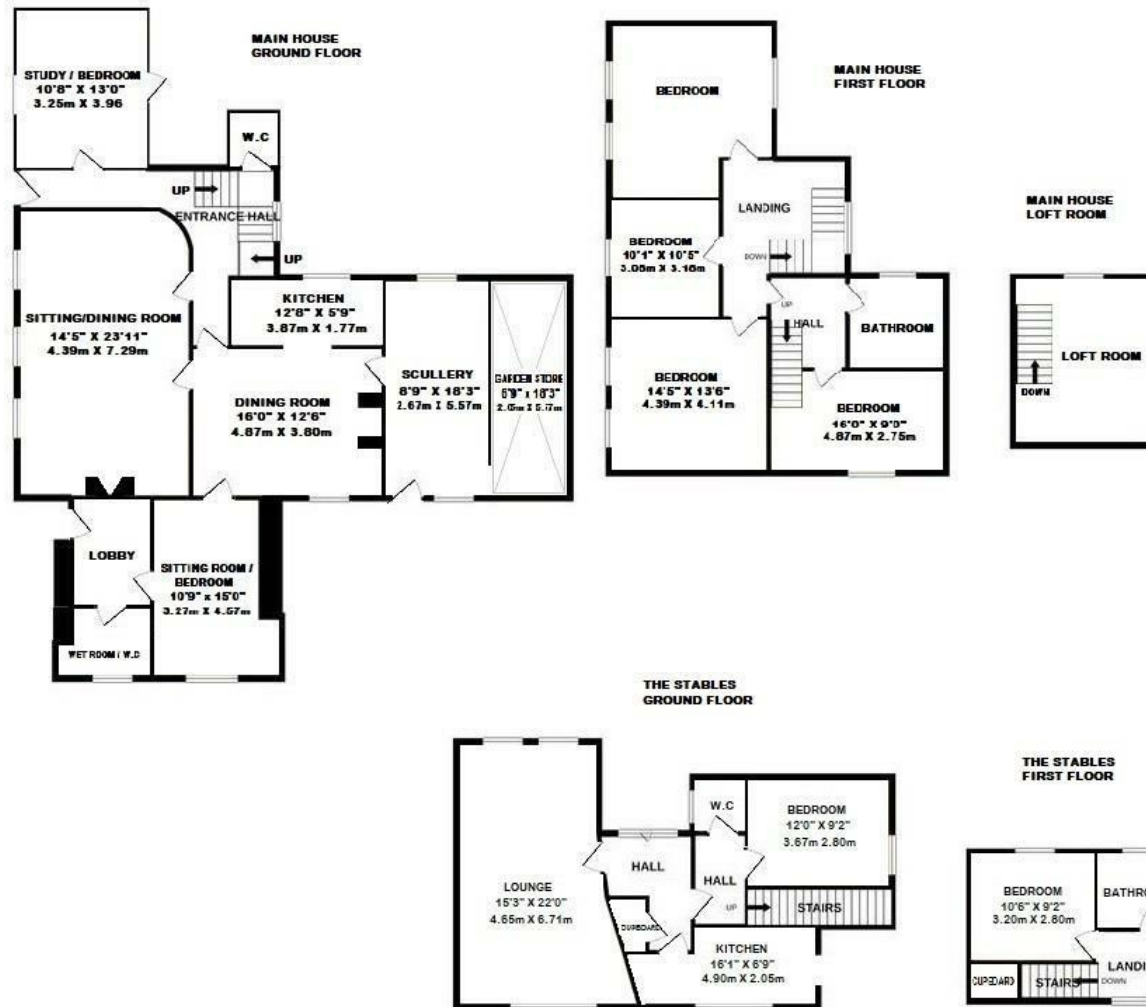 MAIN HOUSE
GROUND FLOOR
STUDY / BEDROOM
10'8" X 13'0"
3.25m X 3.96
W.C
UP
ENTRANCE HALL
UP
SITTING/DINING ROOM
14'5" X 23'11"
4.39m X 7.29m
KITCHEN
12'8" X 5'9"
3.87m X 1.77m
DINING ROOM
16'0" X 12'6"
4.87m X 3.80m
SCULLERY
8'9" X 18'3"
2.67m X 5.57m
GARDEN STORE
LOBBY
SITTING ROOM /
BEDROOM
10'9" x 15'0"
3.27m X 4.57m
WET ROOM / W.C
MAIN HOUSE
FIRST FLOOR
BEDROOM
LANDING
DOWN
BEDROOM
10'1" X 10'5"
UP
HALL
BATHROOM
BEDROOM
14'5" X 13'6"
4.39m X 4.11m
BEDROOM
16'0" X 9'0"
4.87m X 2.75m
MAIN HOUSE
LOFT ROOM
LOFT ROOM
DOWN
THE STABLES
GROUND FLOOR
LOUNGE
15'3" X 22'0"
4.65m X 6.71m
HALL
CUPBOARD
W.C
HALL
UP
BEDROOM
12'0" X 9'2"
3.67m 2.80m
STAIRS
KITCHEN
16'1" X 6'9"
4.90m X 2.05m
THE STABLES
FIRST FLOOR
BEDROOM
10'6" X 9'2"
3.20m X 2.80m
BATHRO
LANDI
CUPBOARD
STAIRS
DOWN